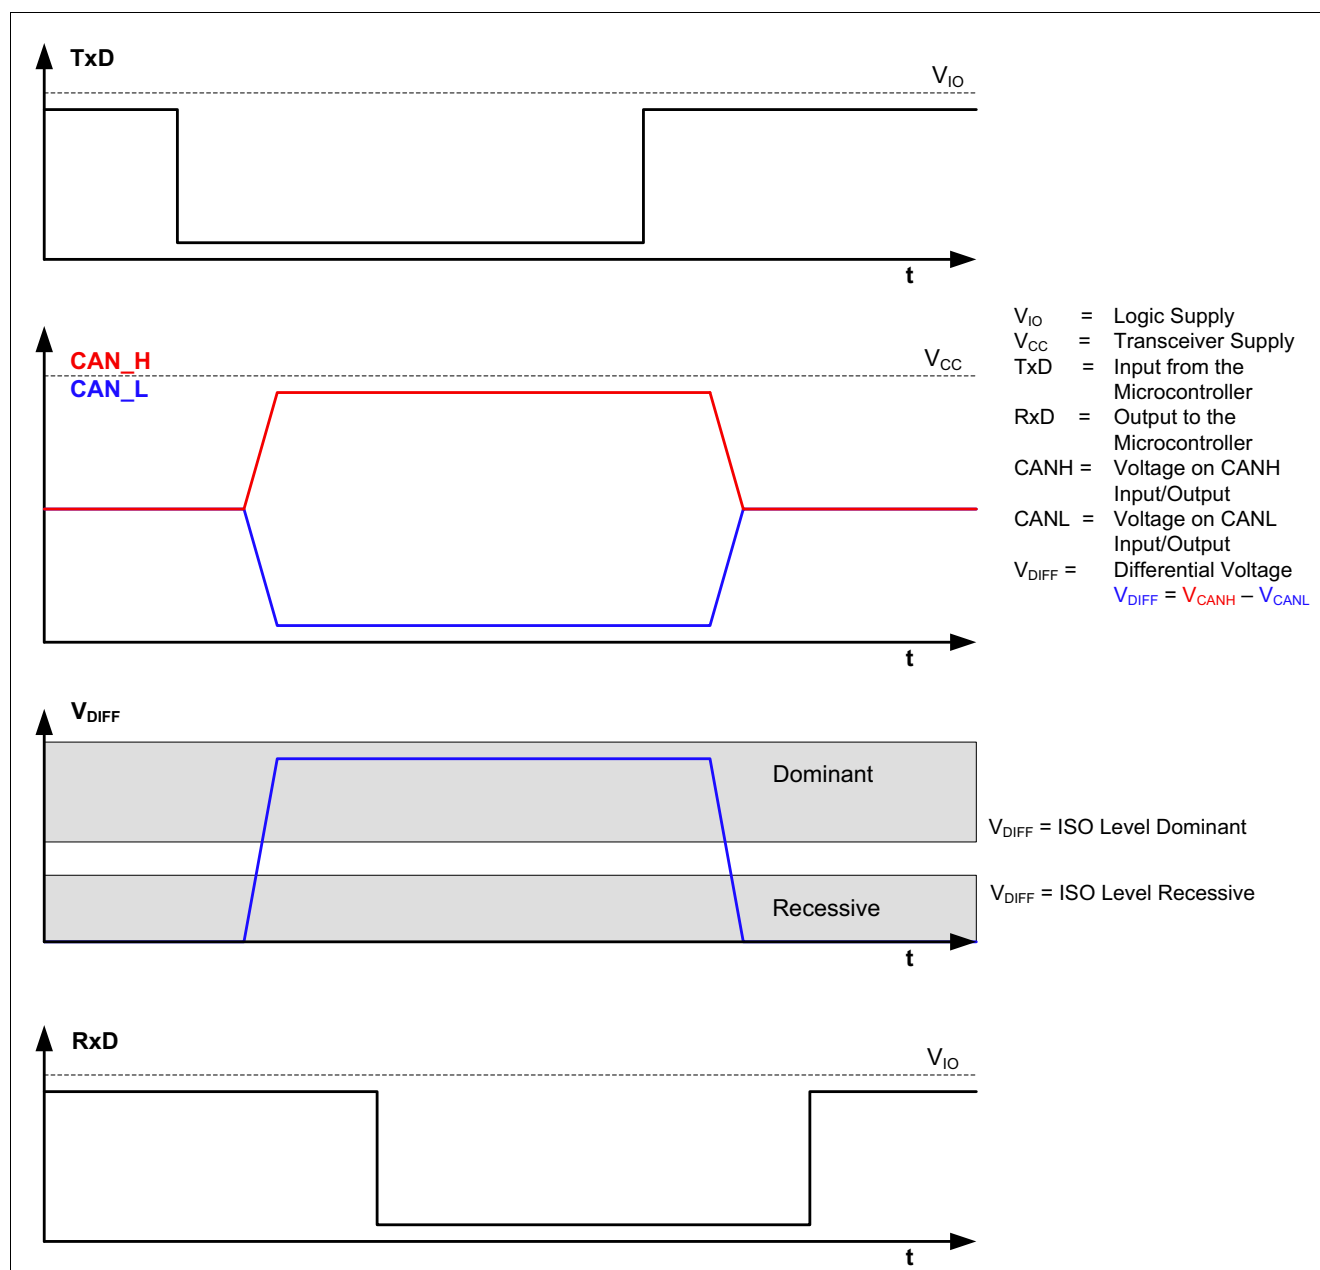 TxD
VIO
t
CAN_H
CAN_L
VCC
t
VIO = Logic Supply
VCC = Transceiver Supply
TxD = Input from the
Microcontroller
RxD = Output to the
Microcontroller
CANH = Voltage on CANH
Input/Output
CANL = Voltage on CANL
Input/Output
VDIFF = Differential Voltage
VDIFF = VCANH – VCANL
VDIFF
Dominant
VDIFF = ISO Level Dominant
Recessive
VDIFF = ISO Level Recessive
t
RxD
VIO
t